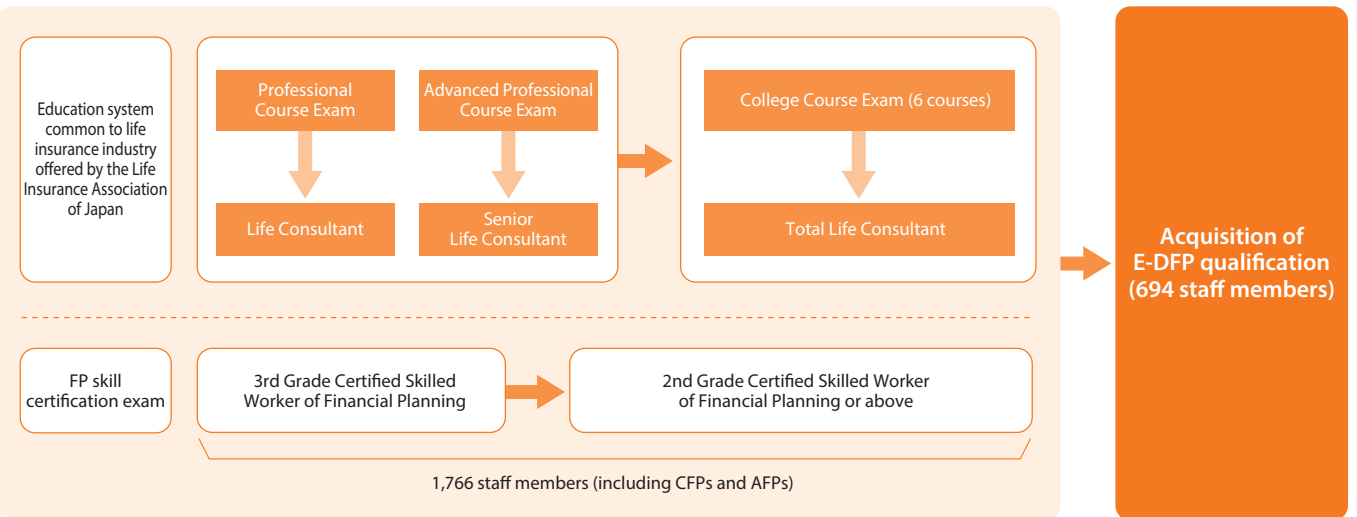 Education system
common to life
insurance industry
offered by the Life
Insurance Association
of Japan
Professional
Course Exam
Life Consultant
Advanced Professional
Course Exam
Senior
Life Consultant
College Course Exam (6 courses)
Total Life Consultant
FP skill
certification exam
3rd Grade Certified Skilled
Worker of Financial Planning
2nd Grade Certified Skilled Worker
of Financial Planning or above
1,766 staff members (including CFPs and AFPs)
Acquisition of
E-DFP qualification
(694 staff members)